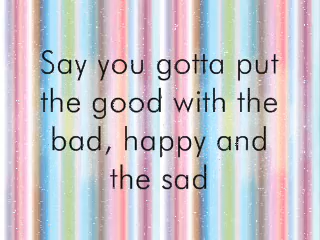 Say you gotta put
the good with the
bad, happy and
the sad